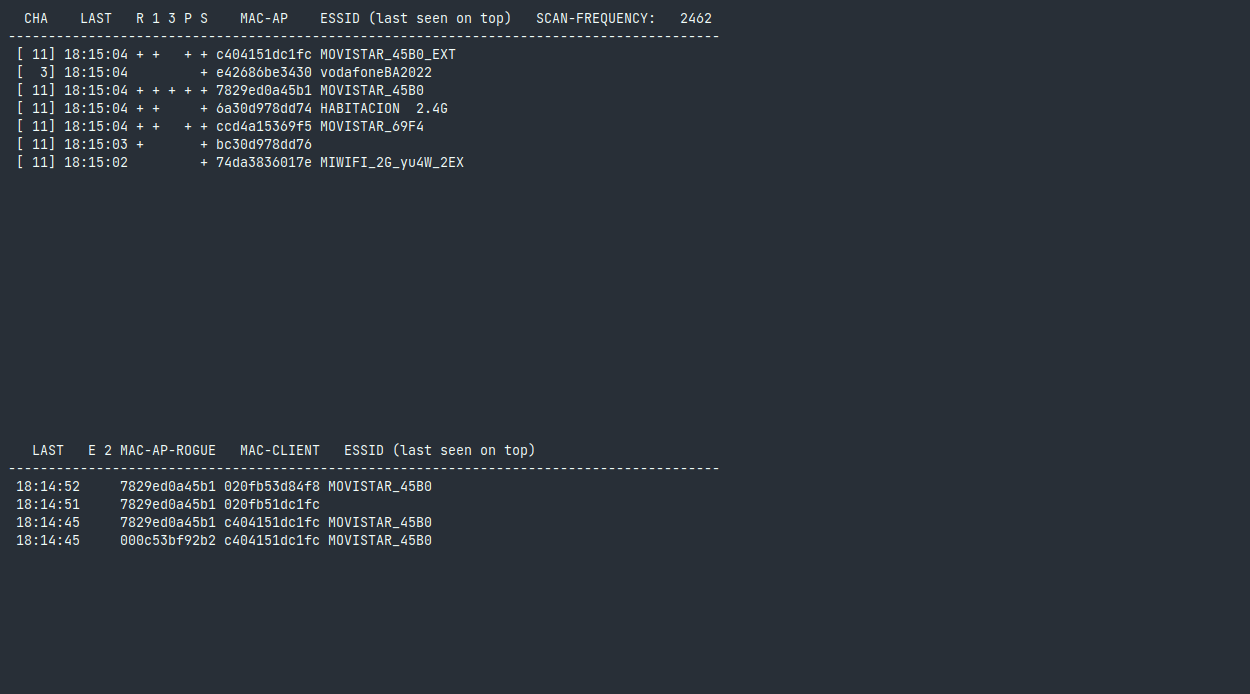 CHA    LAST   R 1 3 P S    MAC-AP    ESSID (last seen on top)   SCAN-FREQUENCY:   2462
-----------------------------------------------------------------------------------------
[ 11] 18:15:04 + +   + + c404151dc1fc MOVISTAR_45B0_EXT
[  3] 18:15:04         + e42686be3430 vodafoneBA2022
[ 11] 18:15:04 + + + + + 7829ed0a45b1 MOVISTAR_45B0
[ 11] 18:15:04 + +     + 6a30d978dd74 HABITACION  2.4G
[ 11] 18:15:04 + +   + + ccd4a15369f5 MOVISTAR_69F4
[ 11] 18:15:03 +       + bc30d978dd76
[ 11] 18:15:02         + 74da3836017e MIWIFI_2G_yu4W_2EX
LAST   E 2 MAC-AP-ROGUE   MAC-CLIENT   ESSID (last seen on top)
-----------------------------------------------------------------------------------------
18:14:52     7829ed0a45b1 020fb53d84f8 MOVISTAR_45B0
18:14:51     7829ed0a45b1 020fb51dc1fc
18:14:45     7829ed0a45b1 c404151dc1fc MOVISTAR_45B0
18:14:45     000c53bf92b2 c404151dc1fc MOVISTAR_45B0